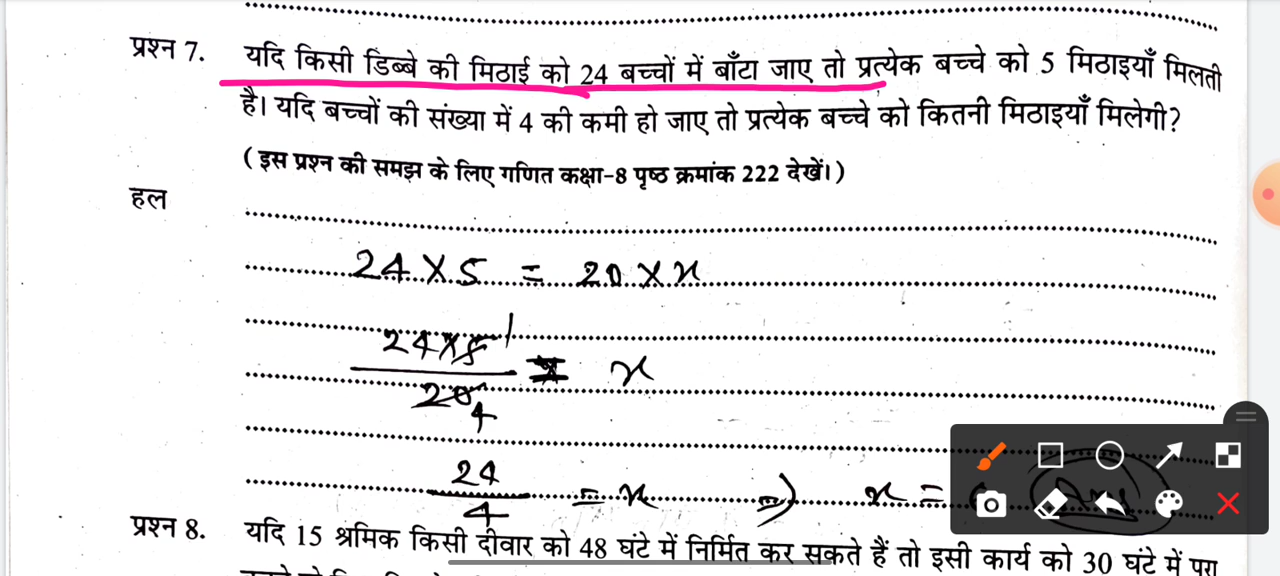 प्रश्न 7. यदि किसी डिब्बे की मिठाई को 24 बच्चों में बाँटा जाए तो प्रत्येक बच्चे को 5 मिठाइयाँ मिलती
है। यदि बच्चों की संख्या में 4 की कमी हो जाए तो प्रत्येक बच्चे को कितनी मिठाइयाँ मिलेगी?
(इस प्रश्न की समझ के लिए गणित कक्षा-8 पृष्ठ क्रमांक 222 देखें।)
हल
24 × 5 = 20 × x
24×5 1
= x
20 4
24
= x ⇒ x =
4
प्रश्न 8. यदि 15 श्रमिक किसी दीवार को 48 घंटे में निर्मित कर सकते हैं तो इसी कार्य को 30 घंटे में